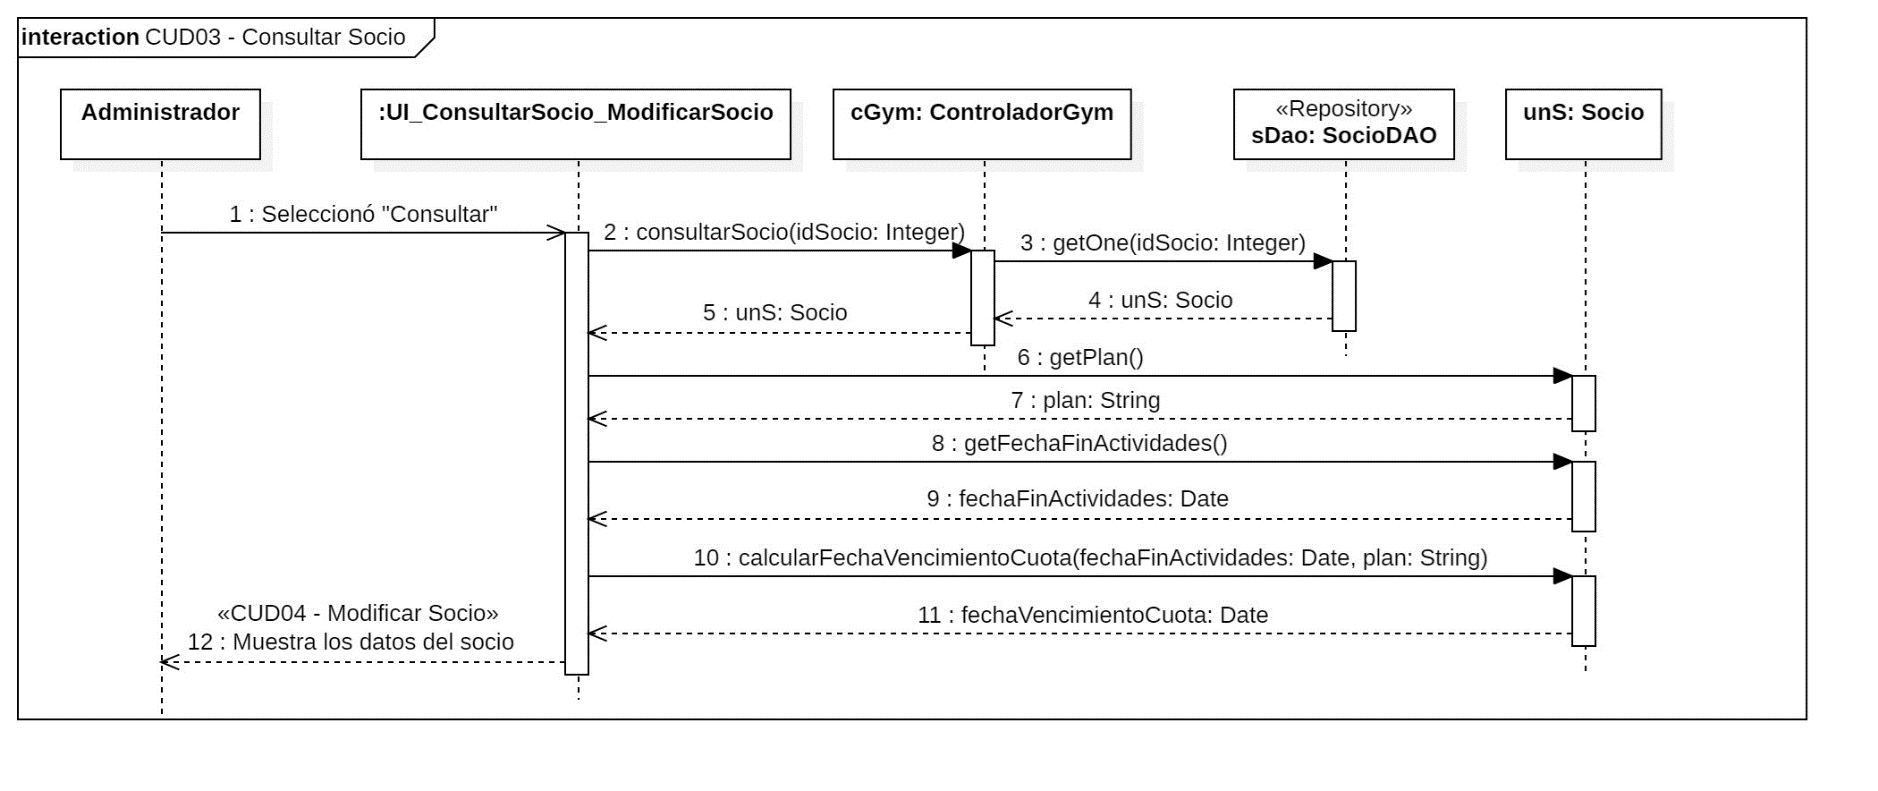 interaction CUD03 - Consultar Socio
Administrador
:UI_ConsultarSocio_ModificarSocio
cGym: ControladorGym
«Repository»
sDao: SocioDAO
unS: Socio
1 : Seleccionó "Consultar"
2 : consultarSocio(idSocio: Integer)
3 : getOne(idSocio: Integer)
4 : unS: Socio
5 : unS: Socio
6 : getPlan()
7 : plan: String
8 : getFechaFinActividades()
9 : fechaFinActividades: Date
10 : calcularFechaVencimientoCuota(fechaFinActividades: Date, plan: String)
11 : fechaVencimientoCuota: Date
«CUD04 - Modificar Socio»
12 : Muestra los datos del socio